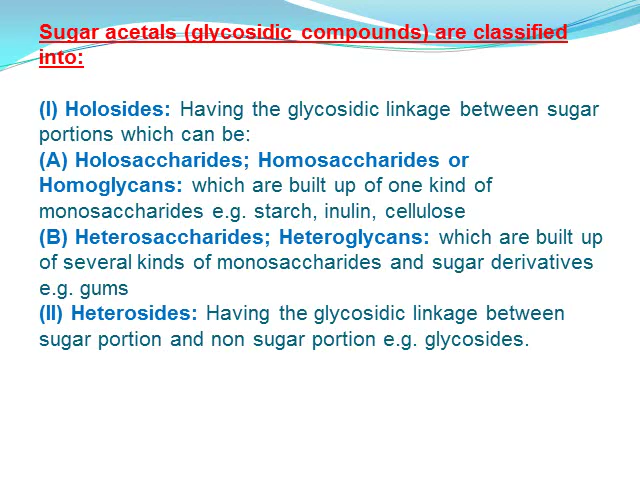 Sugar acetals (glycosidic compounds) are classified
into:
(I) Holosides: Having the glycosidic linkage between sugar
portions which can be:
(A) Holosaccharides; Homosaccharides or
Homoglycans: which are built up of one kind of
monosaccharides e.g. starch, inulin, cellulose
(B) Heterosaccharides; Heteroglycans: which are built up
of several kinds of monosaccharides and sugar derivatives
e.g. gums
(II) Heterosides: Having the glycosidic linkage between
sugar portion and non sugar portion e.g. glycosides.